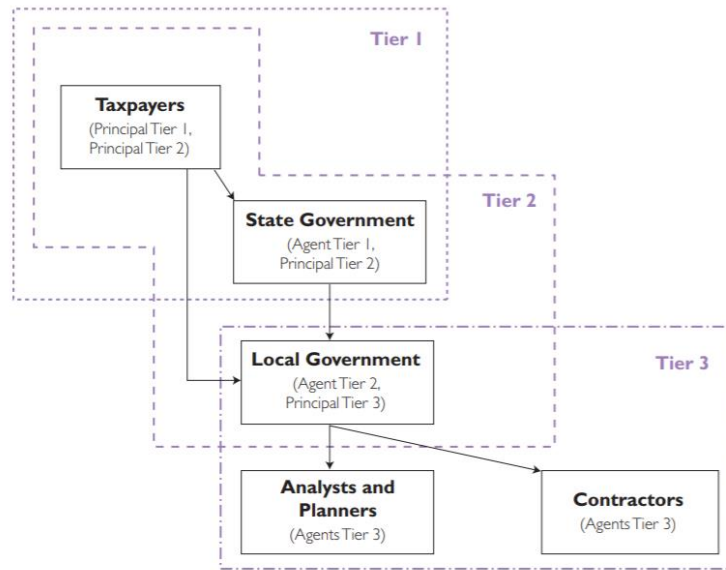 Tier 1
Taxpayers
(Principal Tier 1,
Principal Tier 2)
Tier 2
State Government
(Agent Tier 1,
Principal Tier 2)
Tier 3
Local Government
(Agent Tier 2,
Principal Tier 3)
Analysts and
Planners
(Agents Tier 3)
Contractors
(Agents Tier 3)